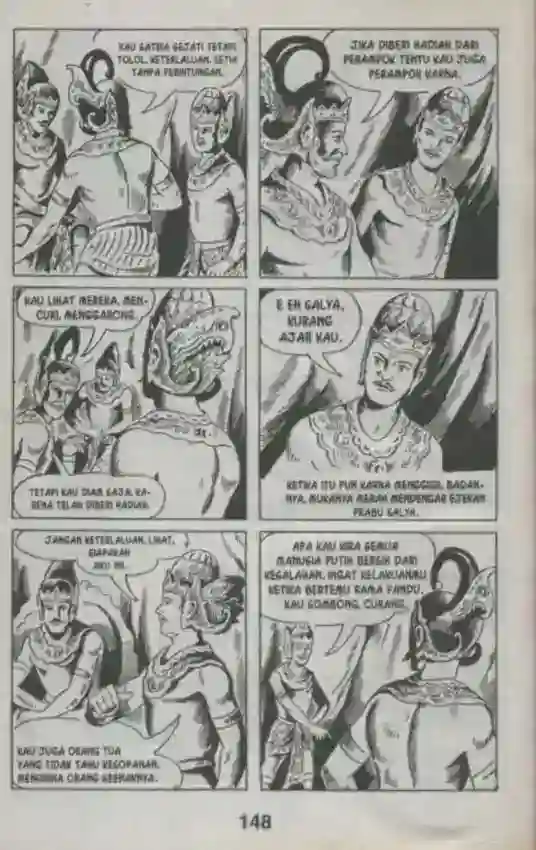 KAU SATRIA SEJATI TETAPI
TOLOL, KETERLALUAN. SETIA
TANPA PERHITUNGAN.
JIKA DIBERI HADIAH DARI
PERAMPOK TENTU KAU JUGA
PERAMPOK KARNA.
KAU LIHAT MEREKA, MEN-
CURI, MENGGARONG.
TETAPI KAU DIAM SAJA, KA-
RENA TELAH DIBERI HADIAH.
E EH SALYA,
KURANG
AJAR KAU.
KETIKA ITU PUN KARNA MENGGIGIL BADAN-
NYA. MUKANYA MERAH MENDENGAR EJEKAN
PRABU SALYA.
JANGAN KETERLALUAN, LIHAT,
SIAPAKAH
AKU INI.
KAU JUGA ORANG TUA
YANG TIDAK TAHU KESOPANAN.
MENGHINA ORANG SEENAKNYA.
APA KAU KIRA SEMUA
MANUSIA PUTIH BERSIH DARI
KESALAHAN. INGAT KELAKUANMU
KETIKA BERTEMU RAMA PANDU.
KAU SOMBONG, CURANG.
148